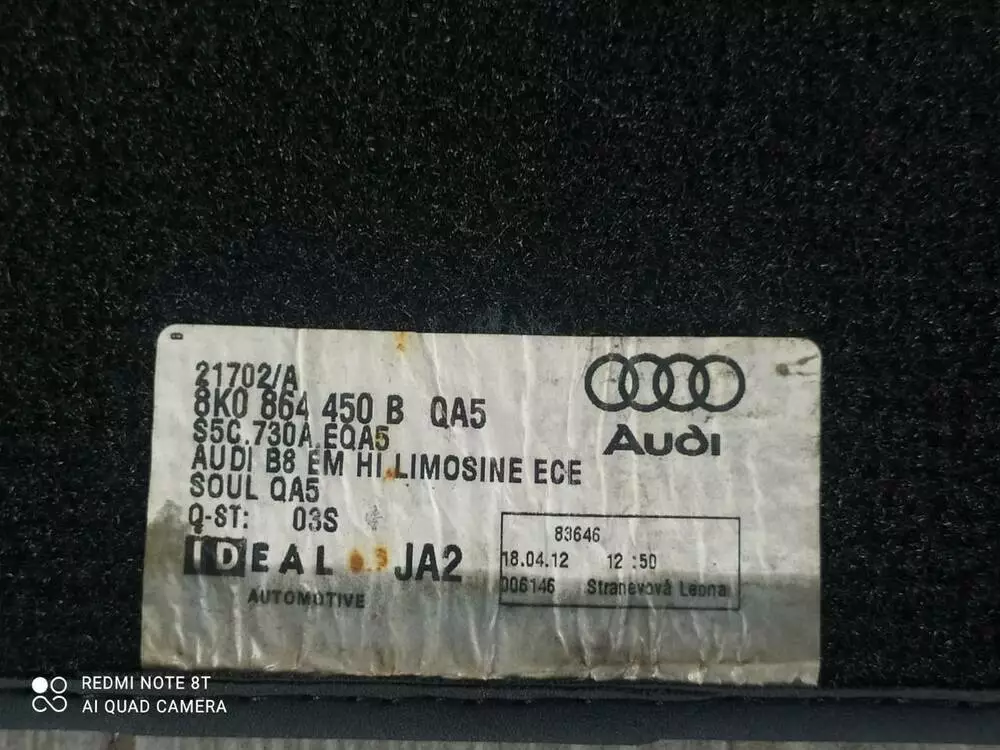 21702/A
8K0 864 450 B QA5
S5C.730A.EQA5
AUDI B8 EM HI.LIMOSINE ECE
SOUL QA5
Q-ST: 03S
IDEAL JA2
AUTOMOTIVE
Audi
83646
18.04.12 12:50
006146 Stranevová Leona
REDMI NOTE 8T
AI QUAD CAMERA